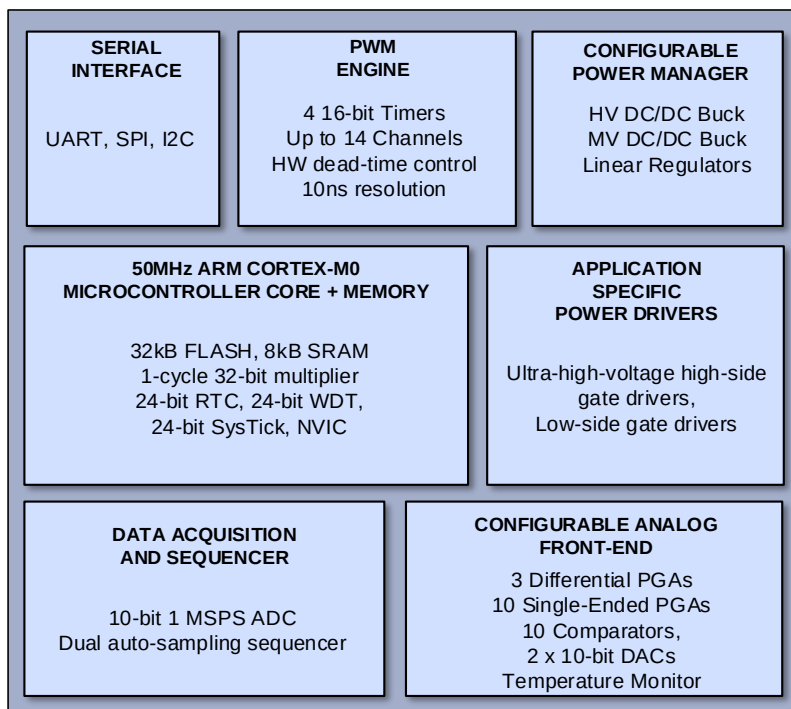 SERIAL
INTERFACE
UART, SPI, I2C
PWM
ENGINE
4 16-bit Timers
Up to 14 Channels
HW dead-time control
10ns resolution
CONFIGURABLE
POWER MANAGER
HV DC/DC Buck
MV DC/DC Buck
Linear Regulators
50MHz ARM CORTEX-M0
MICROCONTROLLER CORE + MEMORY
32kB FLASH, 8kB SRAM
1-cycle 32-bit multiplier
24-bit RTC, 24-bit WDT,
24-bit SysTick, NVIC
APPLICATION
SPECIFIC
POWER DRIVERS
Ultra-high-voltage high-side
gate drivers,
Low-side gate drivers
DATA ACQUISITION
AND SEQUENCER
10-bit 1 MSPS ADC
Dual auto-sampling sequencer
CONFIGURABLE ANALOG
FRONT-END
3 Differential PGAs
10 Single-Ended PGAs
10 Comparators,
2 x 10-bit DACs
Temperature Monitor